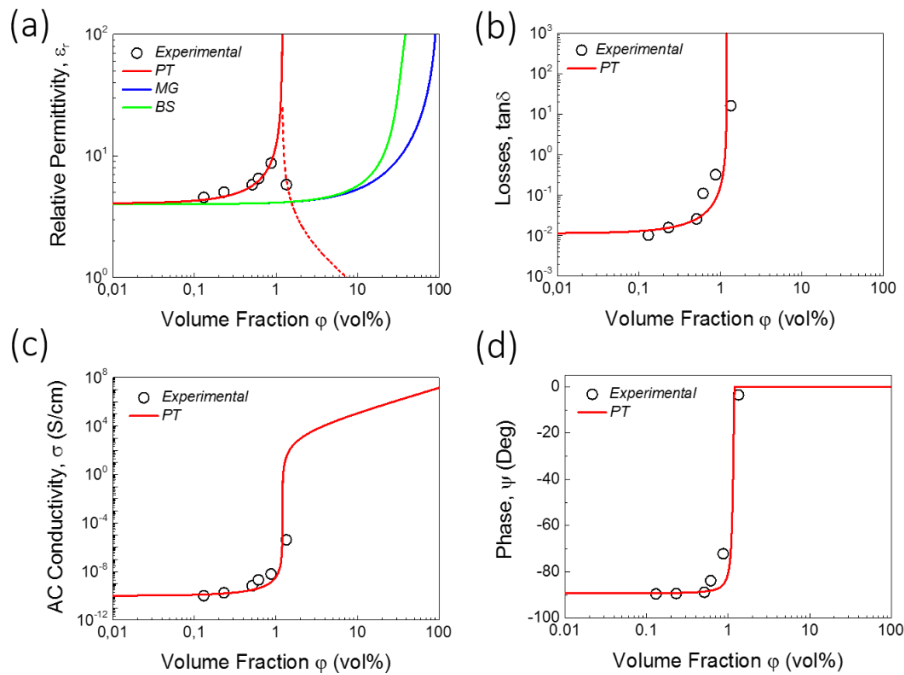 (a)
Relative Permittivity, εr
10²
10¹
10⁰
Experimental
PT
MG
BS
0,01 0,1 1 10 100
Volume Fraction φ (vol%)
(b)
Losses, tanδ
10³
10²
10¹
10⁰
10⁻¹
10⁻²
10⁻³
Experimental
PT
0,01 0,1 1 10 100
Volume Fraction φ (vol%)
(c)
AC Conductivity, σ (S/cm)
10⁸
10⁴
10⁰
10⁻⁴
10⁻⁸
10⁻¹²
Experimental
PT
0,01 0,1 1 10 100
Volume Fraction φ (vol%)
(d)
Phase, ψ (Deg)
0
-20
-40
-60
-80
-100
Experimental
PT
0.01 0.1 1 10 100
Volume Fraction φ (vol%)